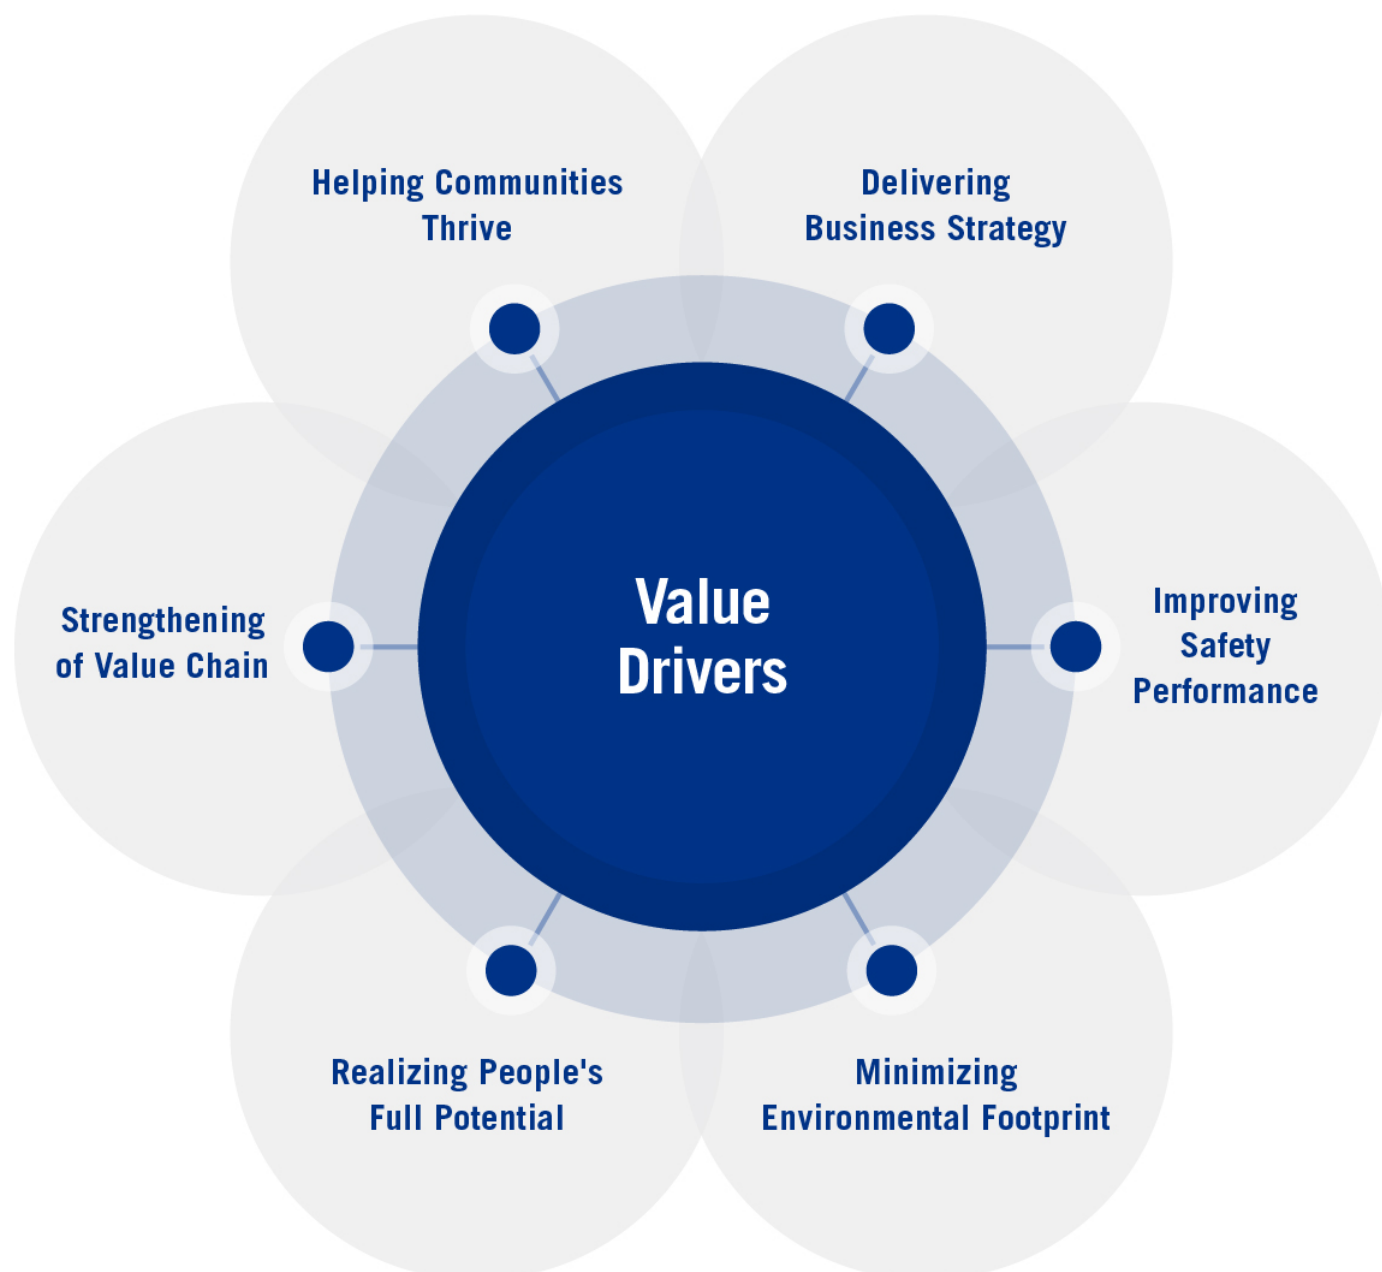 Helping Communities
Thrive
Delivering
Business Strategy
Strengthening
of Value Chain
Value
Drivers
Improving
Safety
Performance
Realizing People's
Full Potential
Minimizing
Environmental Footprint